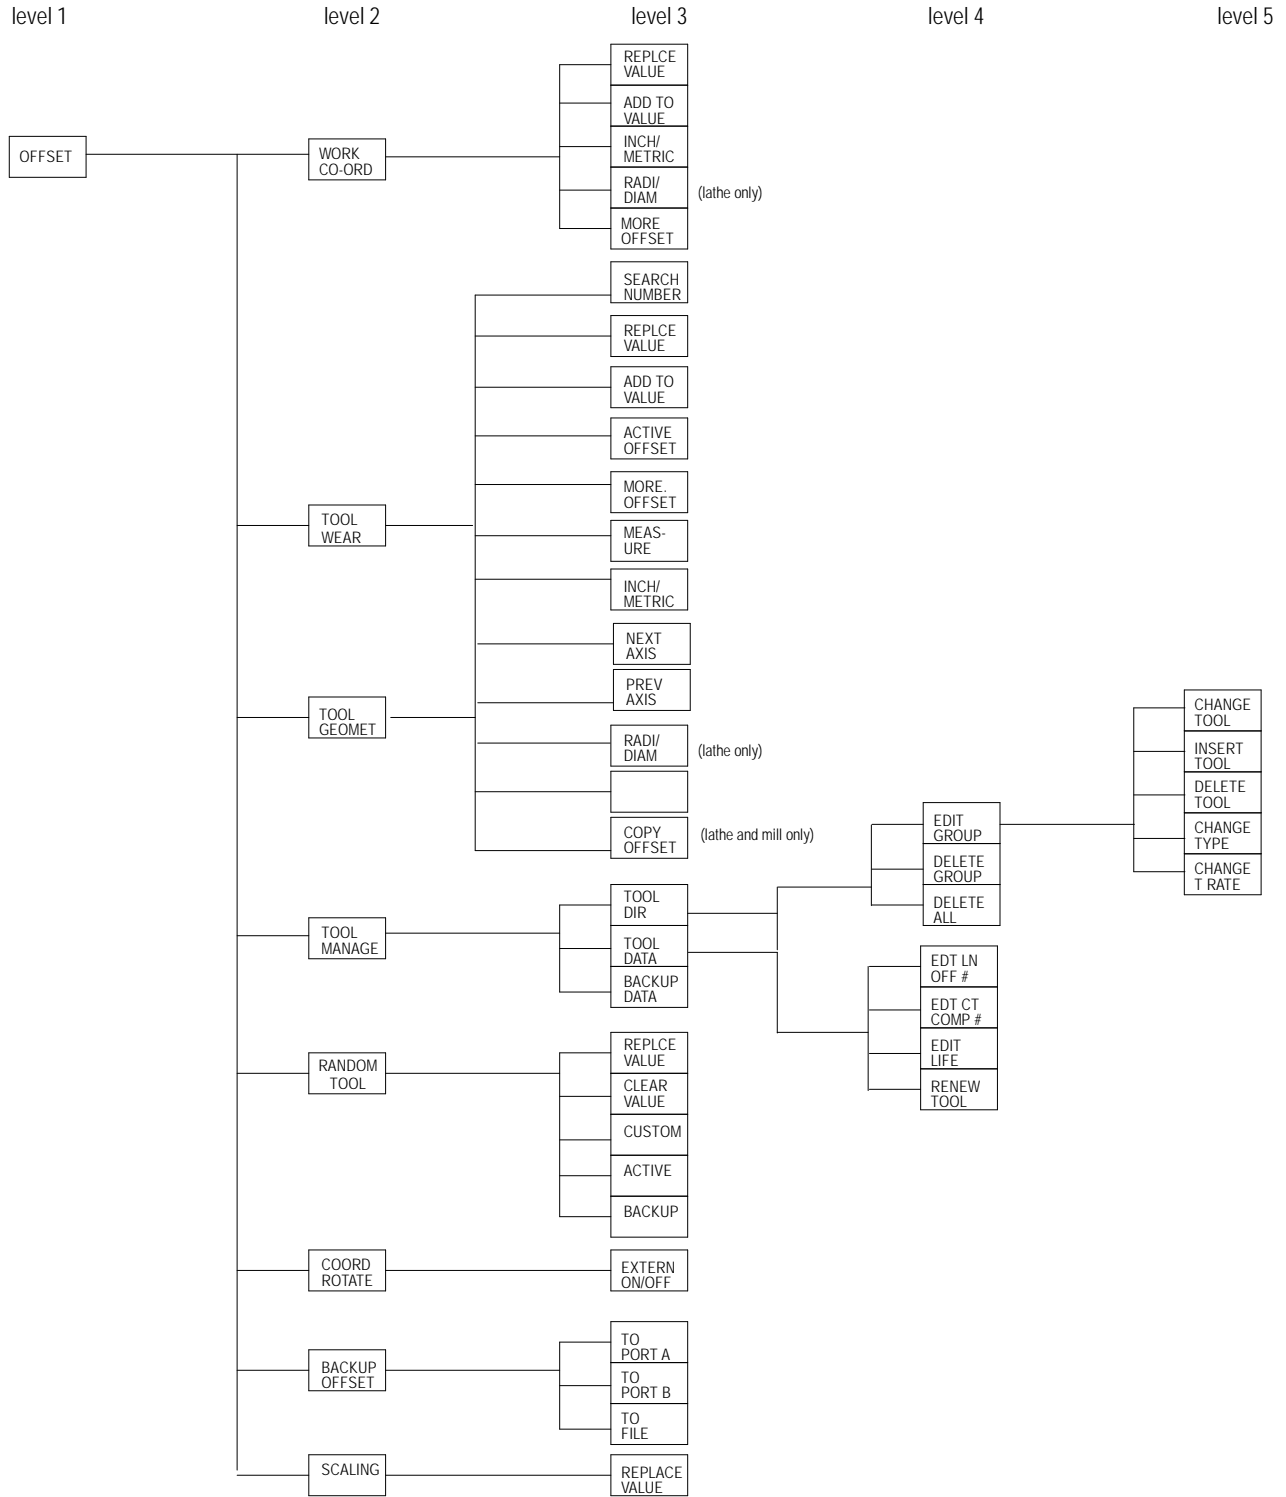 level 1
level 2
level 3
level 4
level 5
OFFSET
WORK
CO-ORD
REPLCE
VALUE
ADD TO
VALUE
INCH/
METRIC
RADI/
DIAM
(lathe only)
MORE
OFFSET
TOOL
WEAR
TOOL
GEOMET
SEARCH
NUMBER
REPLCE
VALUE
ADD TO
VALUE
ACTIVE
OFFSET
MORE.
OFFSET
MEAS-
URE
INCH/
METRIC
NEXT
AXIS
PREV
AXIS
RADI/
DIAM
(lathe only)
COPY
OFFSET
(lathe and mill only)
TOOL
MANAGE
TOOL
DIR
TOOL
DATA
BACKUP
DATA
EDIT
GROUP
DELETE
GROUP
DELETE
ALL
CHANGE
TOOL
INSERT
TOOL
DELETE
TOOL
CHANGE
TYPE
CHANGE
T RATE
EDT LN
OFF #
EDT CT
COMP #
EDIT
LIFE
RENEW
TOOL
RANDOM
TOOL
REPLCE
VALUE
CLEAR
VALUE
CUSTOM
ACTIVE
BACKUP
COORD
ROTATE
EXTERN
ON/OFF
BACKUP
OFFSET
TO
PORT A
TO
PORT B
TO
FILE
SCALING
REPLACE
VALUE